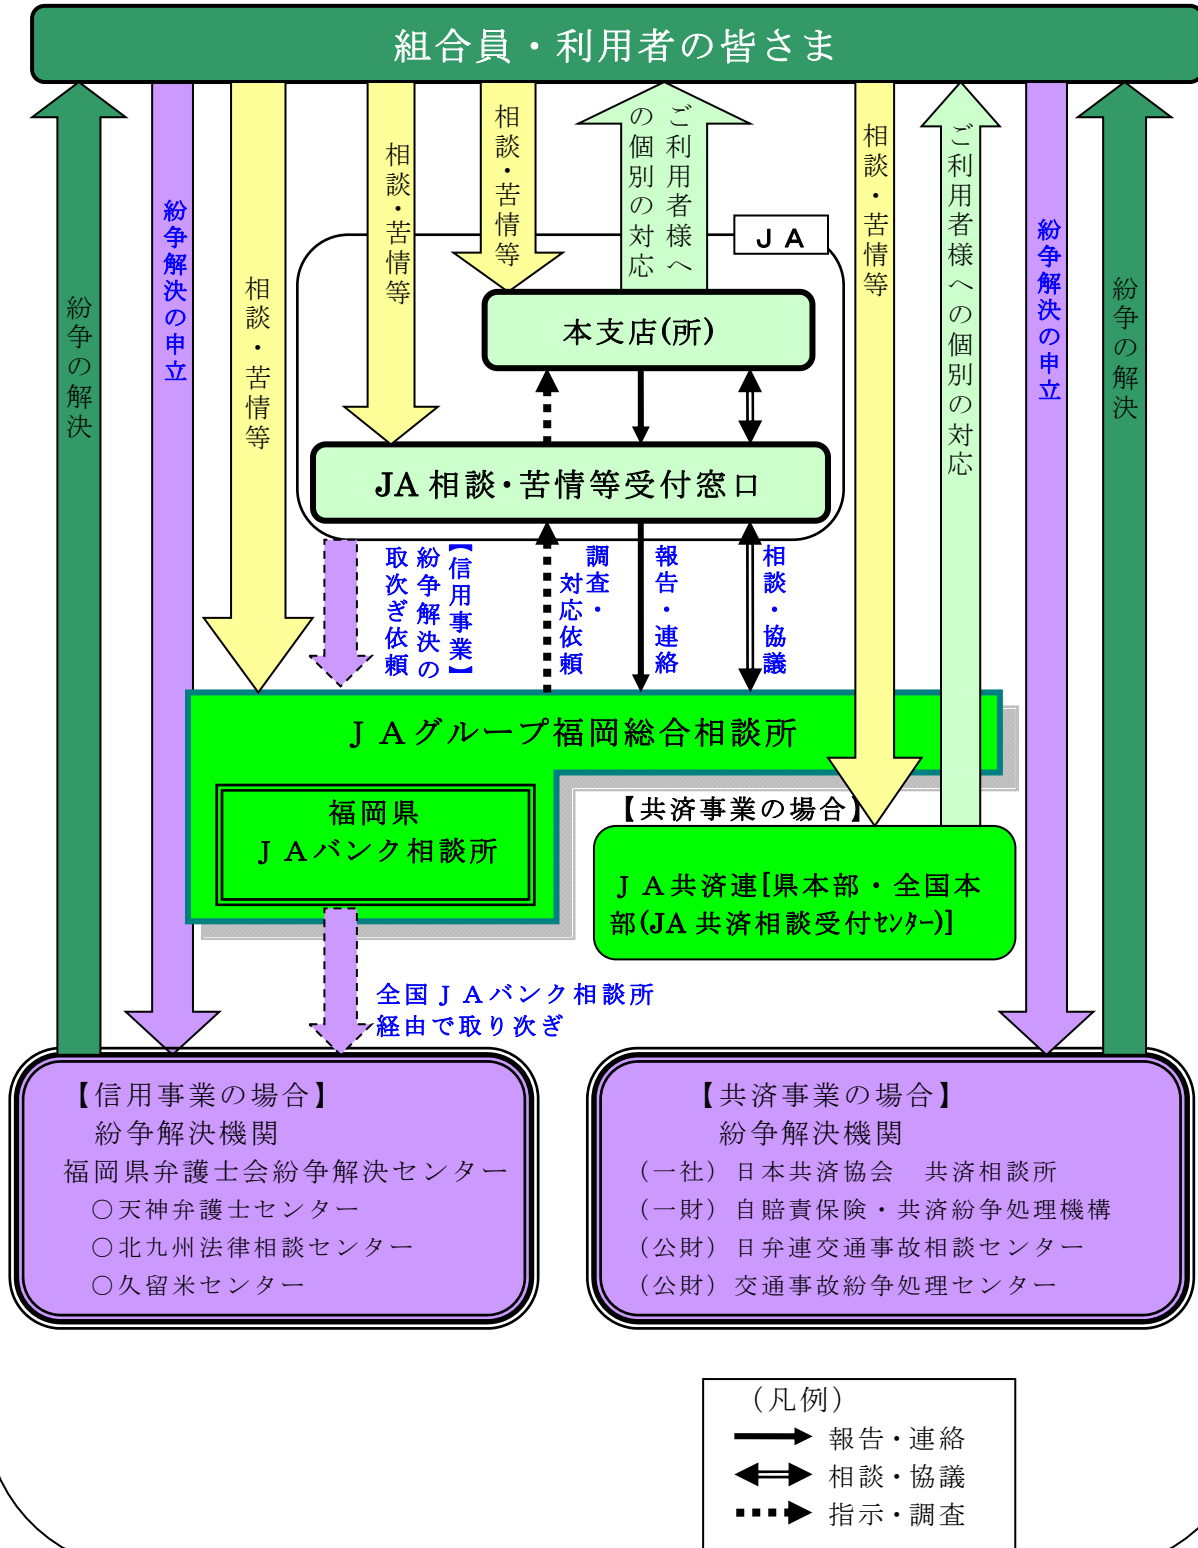 組合員・利用者の皆さま
紛争の解決
紛争解決の申立
相談・苦情等
相談・苦情等
相談・苦情等
ご利用者様へ
の個別の対応
相談・苦情等
ご利用者様への個別の対応
紛争解決の申立
紛争の解決
ＪＡ
本支店(所)
JA 相談・苦情等受付窓口
【信用事業】
紛争解決の
取次ぎ依頼
調査・
対応依頼
報告・連絡
相談・協議
ＪＡグループ福岡総合相談所
福岡県
ＪＡバンク相談所
【共済事業の場合】
ＪＡ共済連[県本部・全国本
部(JA 共済相談受付ｾﾝﾀｰ)]
全国ＪＡバンク相談所
経由で取り次ぎ
【信用事業の場合】
紛争解決機関
福岡県弁護士会紛争解決センター
○天神弁護士センター
○北九州法律相談センター
○久留米センター
【共済事業の場合】
紛争解決機関
（一社）日本共済協会　共済相談所
（一財）自賠責保険・共済紛争処理機構
（公財）日弁連交通事故相談センター
（公財）交通事故紛争処理センター
（凡例）
報告・連絡
相談・協議
指示・調査